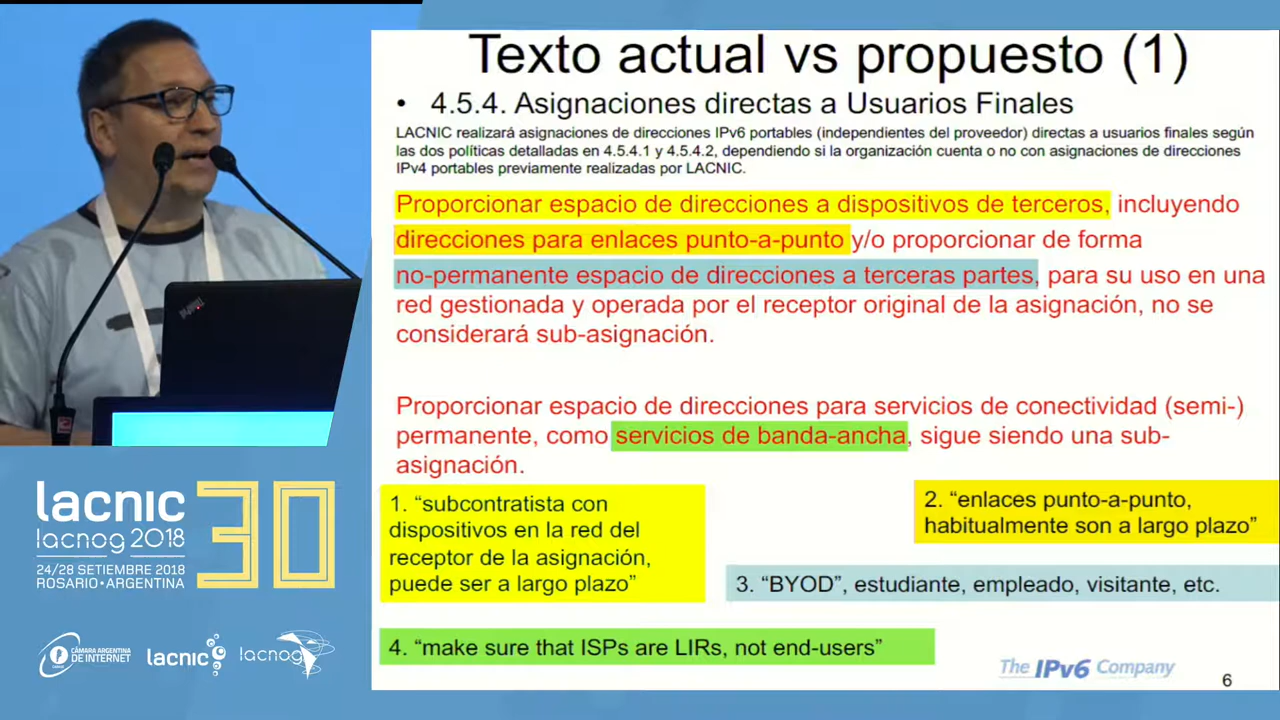 Texto actual vs propuesto (1)
• 4.5.4. Asignaciones directas a Usuarios Finales
LACNIC realizará asignaciones de direcciones IPv6 portables (independientes del proveedor) directas a usuarios finales según
las dos políticas detalladas en 4.5.4.1 y 4.5.4.2, dependiendo si la organización cuenta o no con asignaciones de direcciones
IPv4 portables previamente realizadas por LACNIC.
Proporcionar espacio de direcciones a dispositivos de terceros, incluyendo
direcciones para enlaces punto-a-punto y/o proporcionar de forma
no-permanente espacio de direcciones a terceras partes, para su uso en una
red gestionada y operada por el receptor original de la asignación, no se
considerará sub-asignación.
Proporcionar espacio de direcciones para servicios de conectividad (semi-)
permanente, como servicios de banda-ancha, sigue siendo una sub-
asignación.
1. “subcontratista con
dispositivos en la red del
receptor de la asignación,
puede ser a largo plazo”
2. “enlaces punto-a-punto,
habitualmente son a largo plazo”
3. “BYOD”, estudiante, empleado, visitante, etc.
4. “make sure that ISPs are LIRs, not end-users”
The IPv6 Company
6
lacnic 30
lacnog 2018
24/28 SETIEMBRE 2018
ROSARIO•ARGENTINA
CÁMARA ARGENTINA
DE INTERNET
lacnic
lacnog